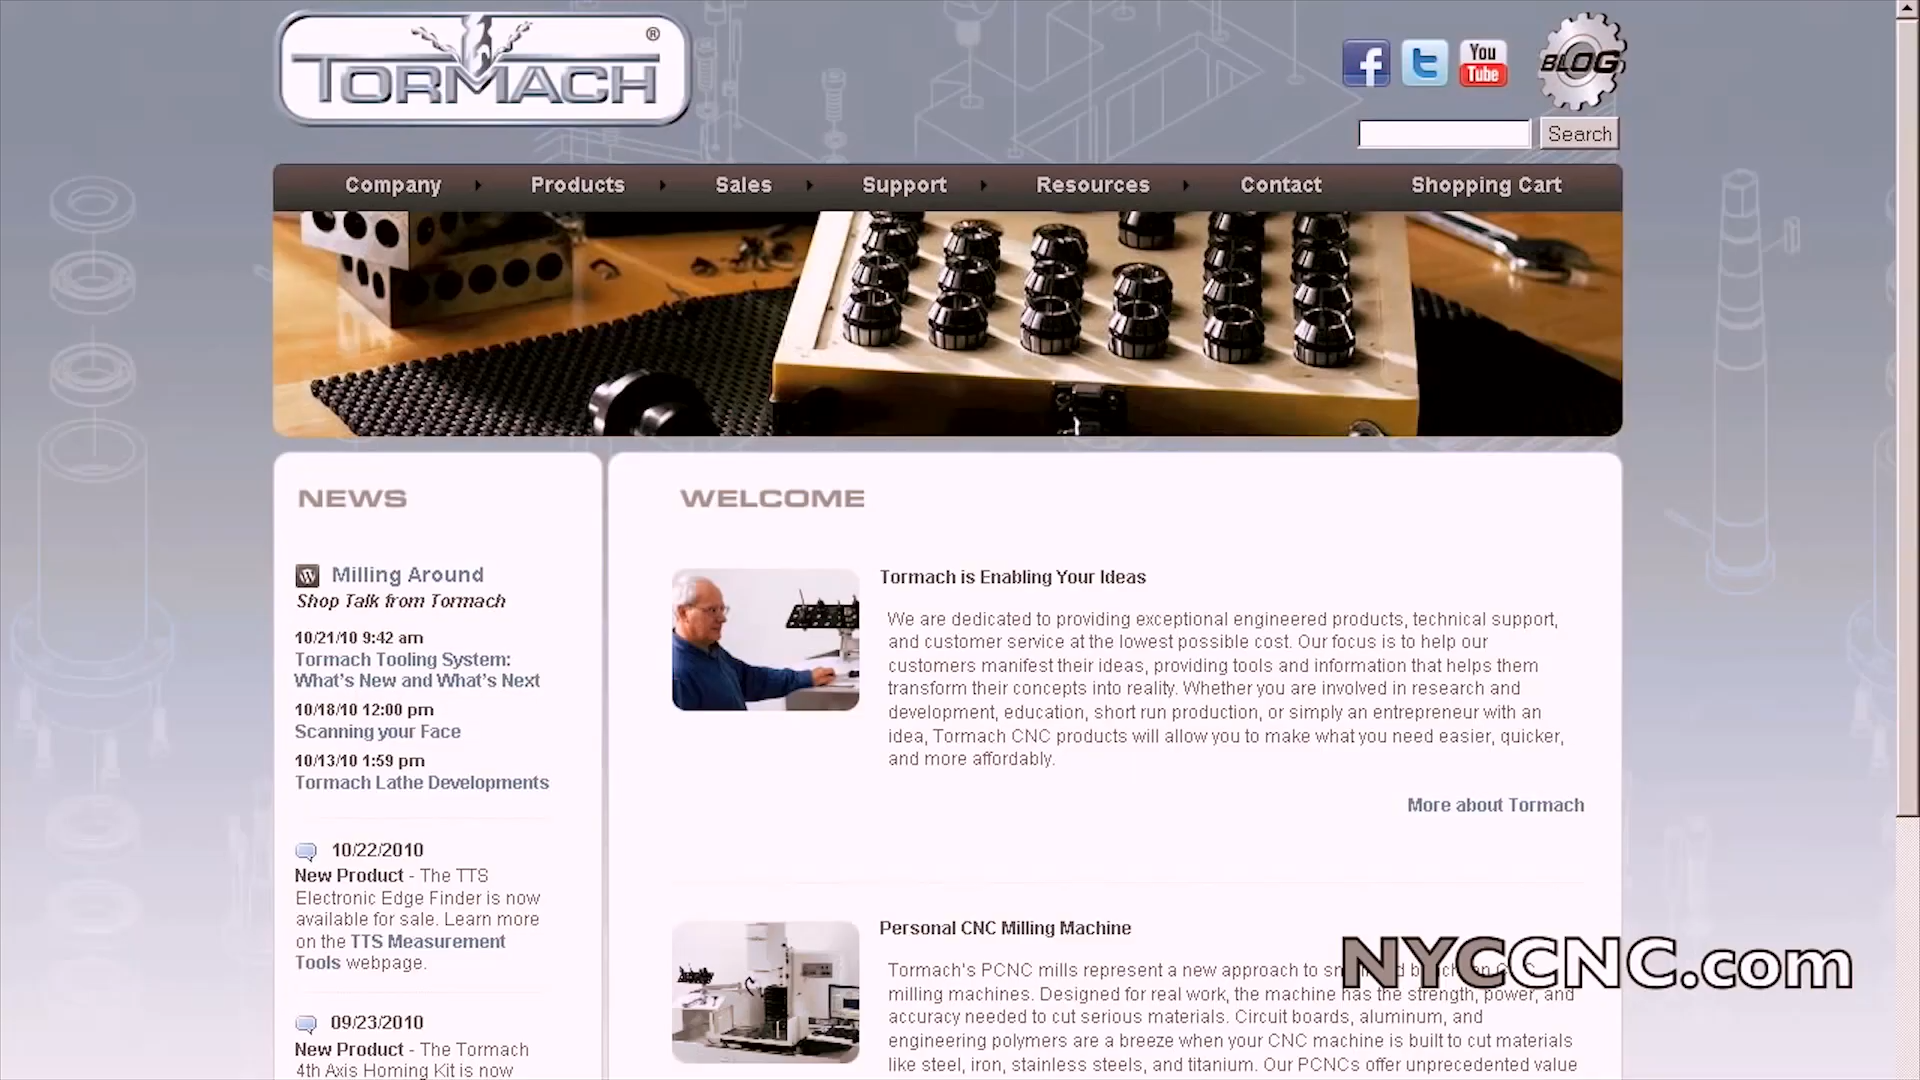 TORMACH®
You
Tube
BLOG
Search
Company Products Sales Support Resources Contact Shopping Cart
NEWS
Milling Around
Shop Talk from Tormach
10/21/10 9:42 am
Tormach Tooling System:
What's New and What's Next
10/18/10 12:00 pm
Scanning your Face
10/13/10 1:59 pm
Tormach Lathe Developments
10/22/2010
New Product - The TTS
Electronic Edge Finder is now
available for sale. Learn more
on the TTS Measurement
Tools webpage.
09/23/2010
New Product - The Tormach
4th Axis Homing Kit is now
WELCOME
Tormach is Enabling Your Ideas
We are dedicated to providing exceptional engineered products, technical support,
and customer service at the lowest possible cost. Our focus is to help our
customers manifest their ideas, providing tools and information that helps them
transform their concepts into reality. Whether you are involved in research and
development, education, short run production, or simply an entrepreneur with an
idea, Tormach CNC products will allow you to make what you need easier, quicker,
and more affordably.
More about Tormach
Personal CNC Milling Machine
Tormach's PCNC mills represent a new approach to
milling machines. Designed for real work, the machine has the strength, power, and
accuracy needed to cut serious materials. Circuit boards, aluminum, and
engineering polymers are a breeze when your CNC machine is built to cut materials
like steel, iron, stainless steels, and titanium. Our PCNCs offer unprecedented value
NYCCNC.com